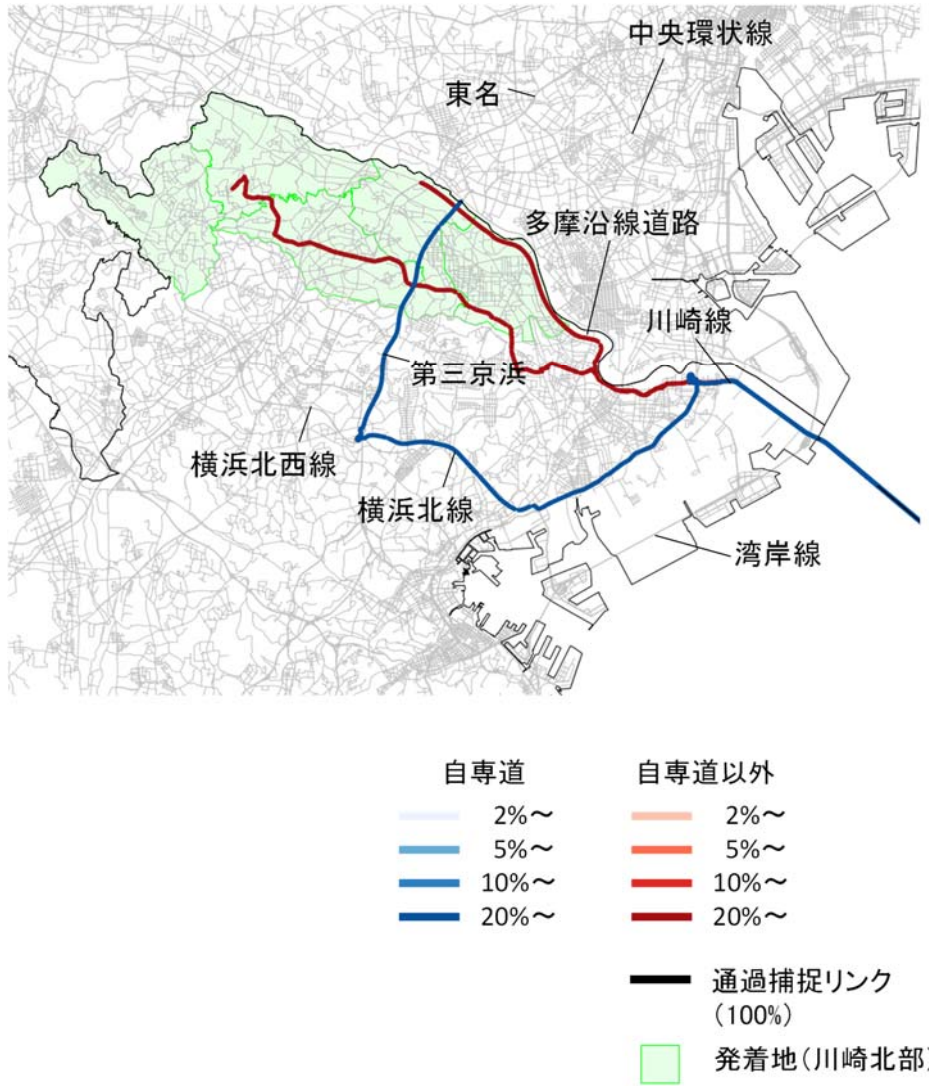 中央環状線
東名
多摩沿線道路
川崎線
第三京浜
横浜北西線
横浜北線
湾岸線
自専道 自専道以外
2%～ 2%～
5%～ 5%～
10%～ 10%～
20%～ 20%～
通過捕捉リンク
(100%)
発着地(川崎北部)